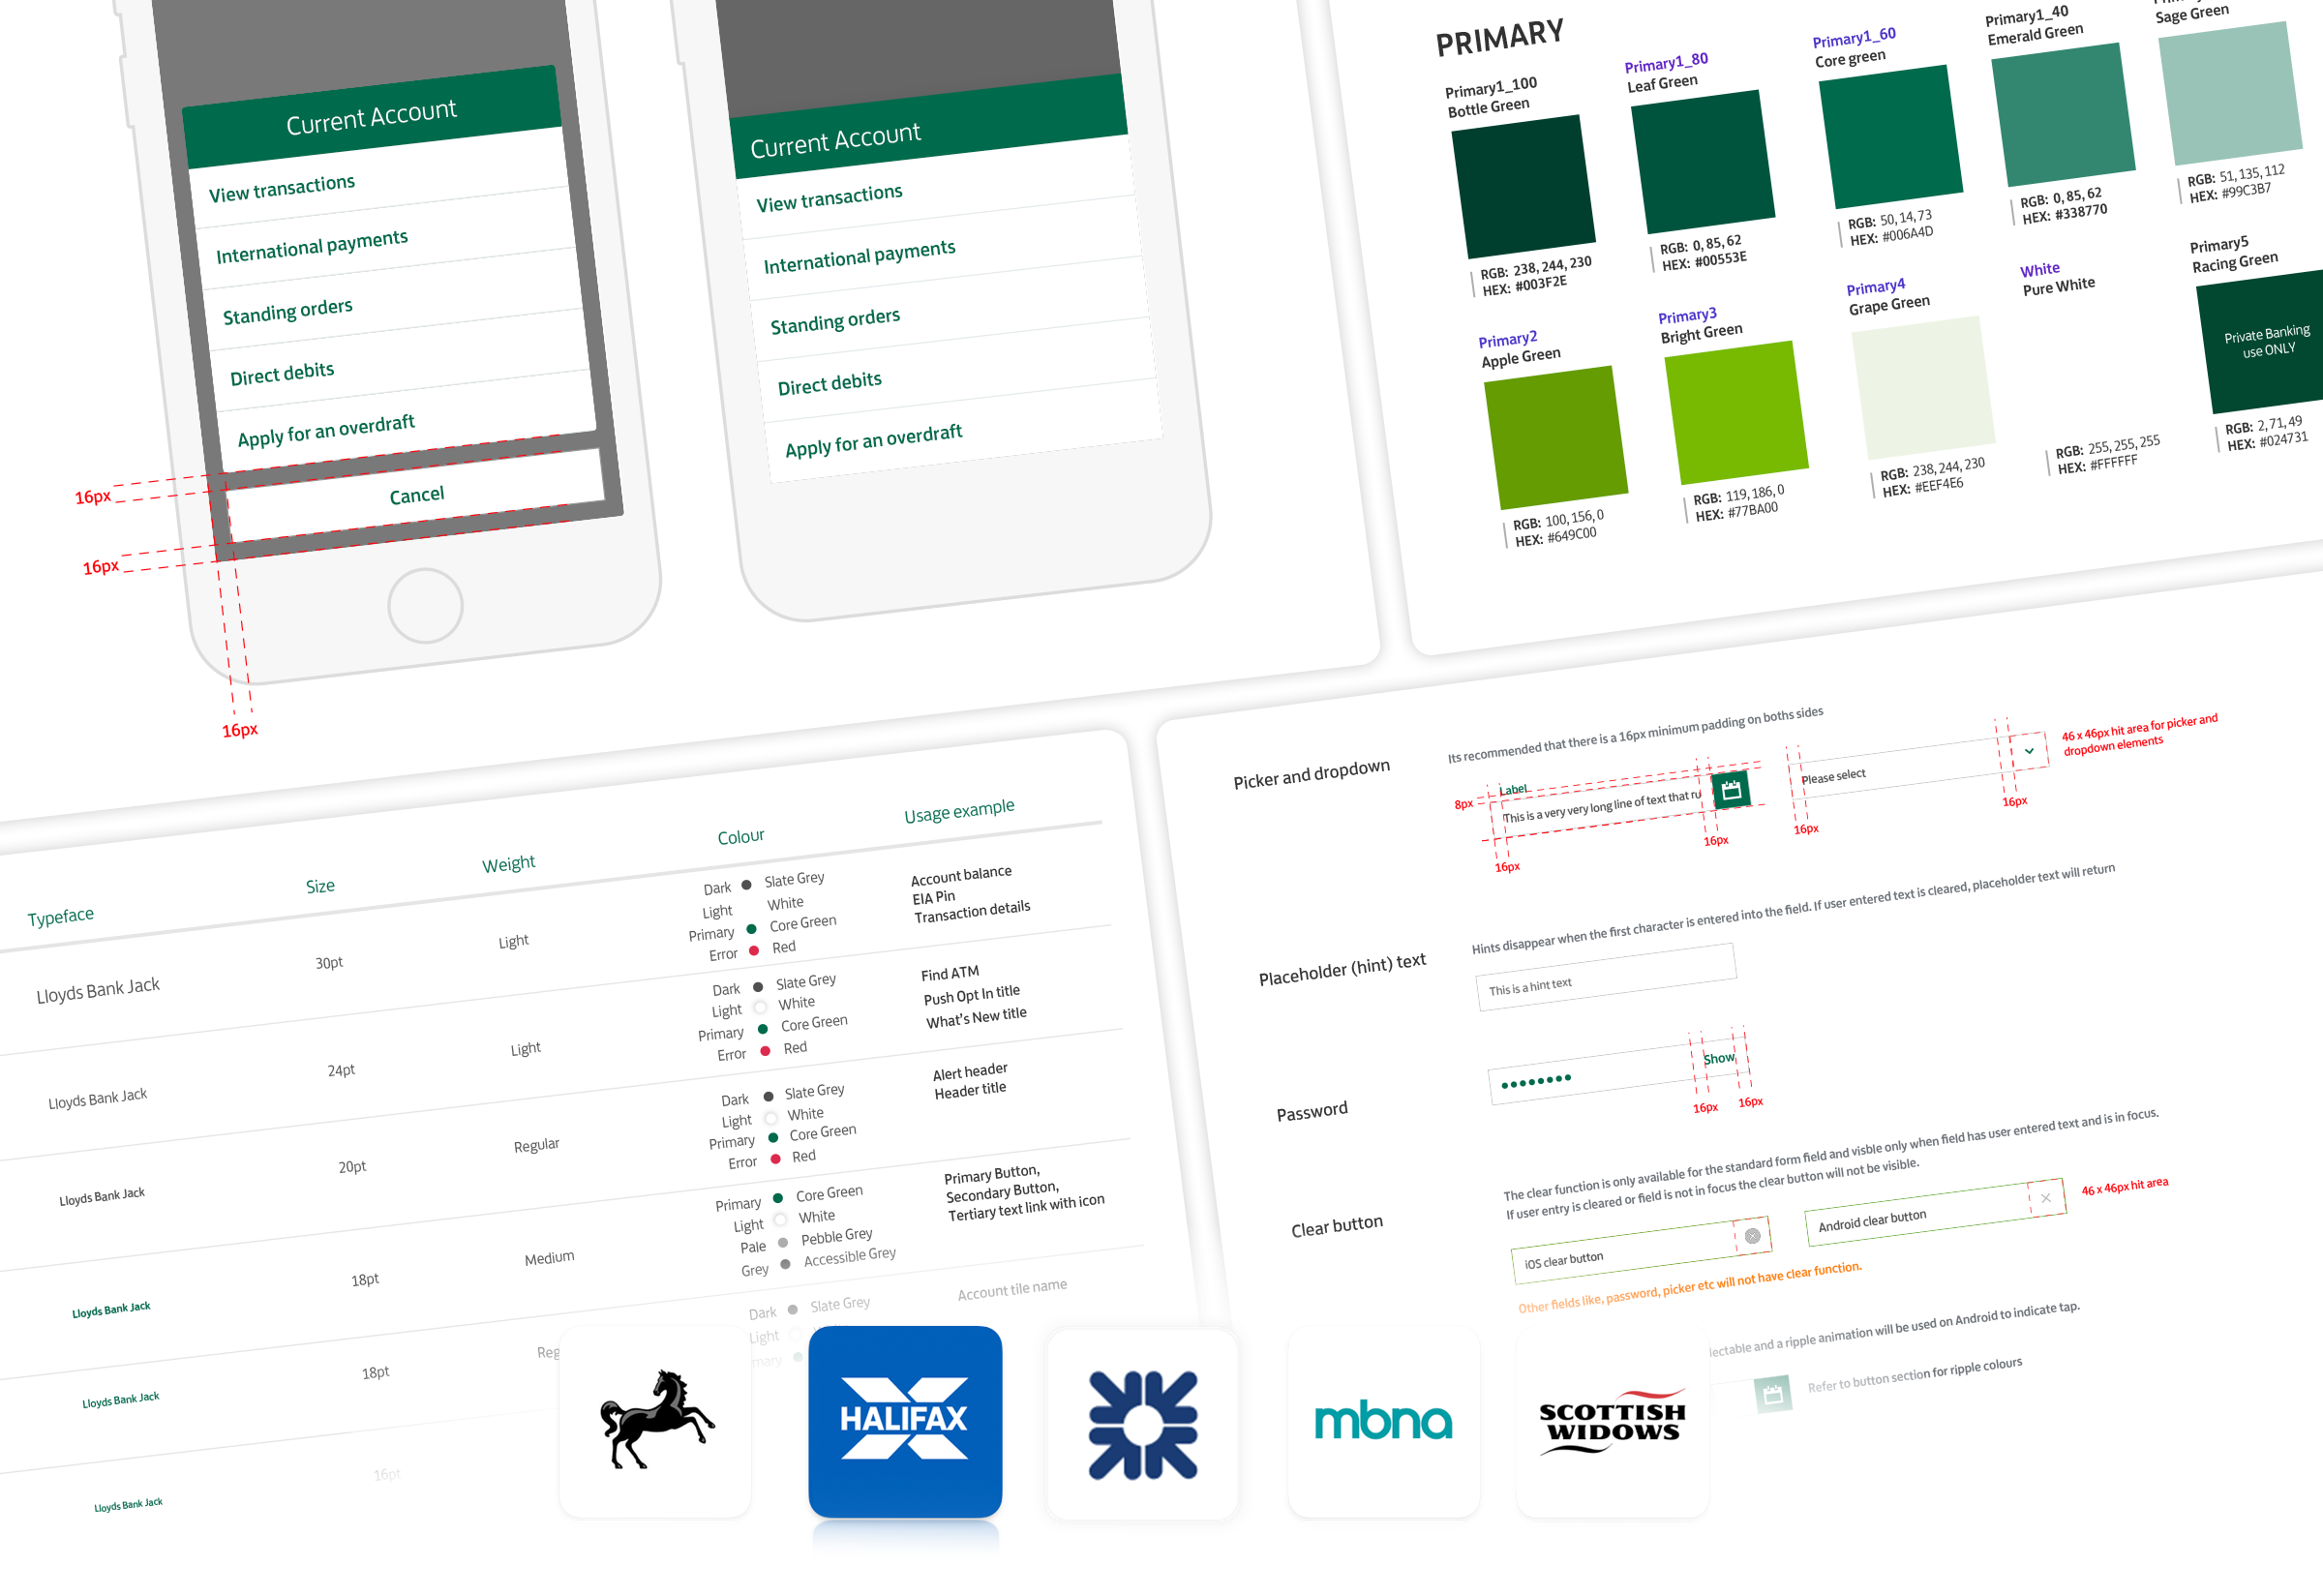 Current Account
View transactions
International payments
Standing orders
Direct debits
Apply for an overdraft
Cancel
16px
16px
16px
Current Account
View transactions
International payments
Standing orders
Direct debits
Apply for an overdraft
PRIMARY
Primary1_100
Bottle Green
RGB: 238, 244, 230
HEX: #003F2E
Primary1_80
Leaf Green
RGB: 0, 85, 62
HEX: #00553E
Primary1_60
Core green
RGB: 50, 14, 73
HEX: #006A4D
Primary1_40
Emerald Green
RGB: 0, 85, 62
HEX: #338770
Sage Green
RGB: 51, 135, 112
HEX: #99C3B7
Primary2
Apple Green
RGB: 100, 156, 0
HEX: #649C00
Primary3
Bright Green
RGB: 119, 186, 0
HEX: #77BA00
Primary4
Grape Green
RGB: 238, 244, 230
HEX: #EEF4E6
White
Pure White
RGB: 255, 255, 255
HEX: #FFFFFF
Primary5
Racing Green
Private Banking
use ONLY
RGB: 2, 71, 49
HEX: #024731
Typeface
Size
Weight
Colour
Usage example
Lloyds Bank Jack
30pt
Light
Dark Slate Grey
Light White
Primary Core Green
Error Red
Account balance
EIA Pin
Transaction details
Lloyds Bank Jack
24pt
Light
Dark Slate Grey
Light White
Primary Core Green
Error Red
Find ATM
Push Opt In title
What's New title
Lloyds Bank Jack
20pt
Regular
Dark Slate Grey
Light White
Primary Core Green
Error Red
Alert header
Header title
Lloyds Bank Jack
18pt
Medium
Primary Core Green
Light White
Pale Pebble Grey
Grey Accessible Grey
Primary Button,
Secondary Button,
Tertiary text link with icon
Lloyds Bank Jack
18pt
Reg
Dark Slate Grey
Light
mary
Account tile name
Lloyds Bank Jack
16pt
Picker and dropdown
Its recommended that there is a 16px minimum padding on boths sides
8px
Label
This is a very very long line of text that ru
16px
16px
Please select
16px
16px
46 x 46px hit area for picker and
dropdown elements
Placeholder (hint) text
Hints disappear when the first character is entered into the field. If user entered text is cleared, placeholder text will return
This is a hint text
Password
Show
16px
16px
Clear button
The clear function is only available for the standard form field and visble only when field has user entered text and is in focus.
If user entry is cleared or field is not in focus the clear button will not be visible.
iOS clear button
Android clear button
46 x 46px hit area
Other fields like, password, picker etc will not have clear function.
lectable and a ripple animation will be used on Android to indicate tap.
Refer to button section for ripple colours
HALIFAX
mbna
SCOTTISH
WIDOWS